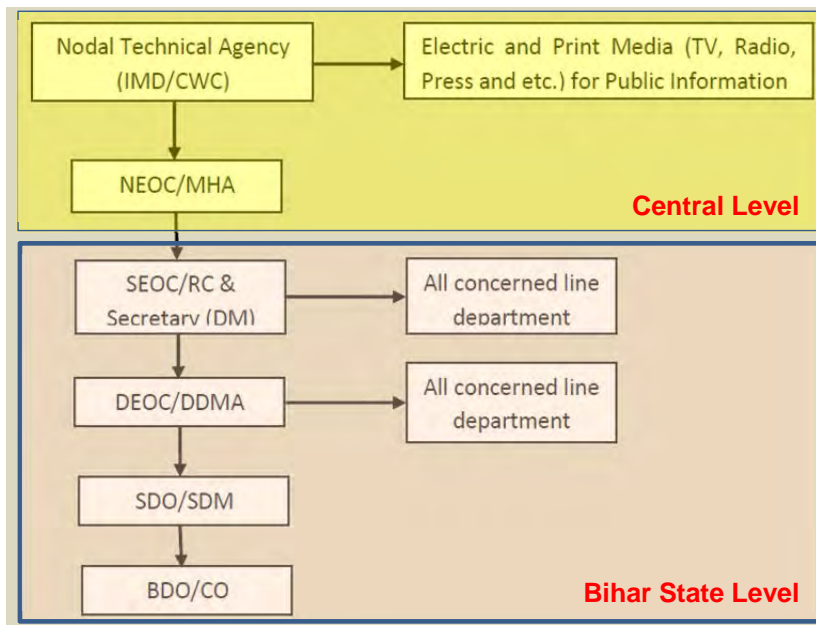 Nodal Technical Agency
(IMD/CWC)
Electric and Print Media (TV, Radio,
Press and etc.) for Public Information
NEOC/MHA
Central Level
SEOC/RC &
Secretary (DM)
All concerned line
department
DEOC/DDMA
All concerned line
department
SDO/SDM
BDO/CO
Bihar State Level